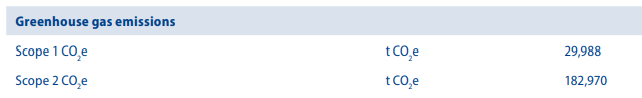 Greenhouse gas emissions
Scope 1 CO₂e t CO₂e 29,988
Scope 2 CO₂e t CO₂e 182,970